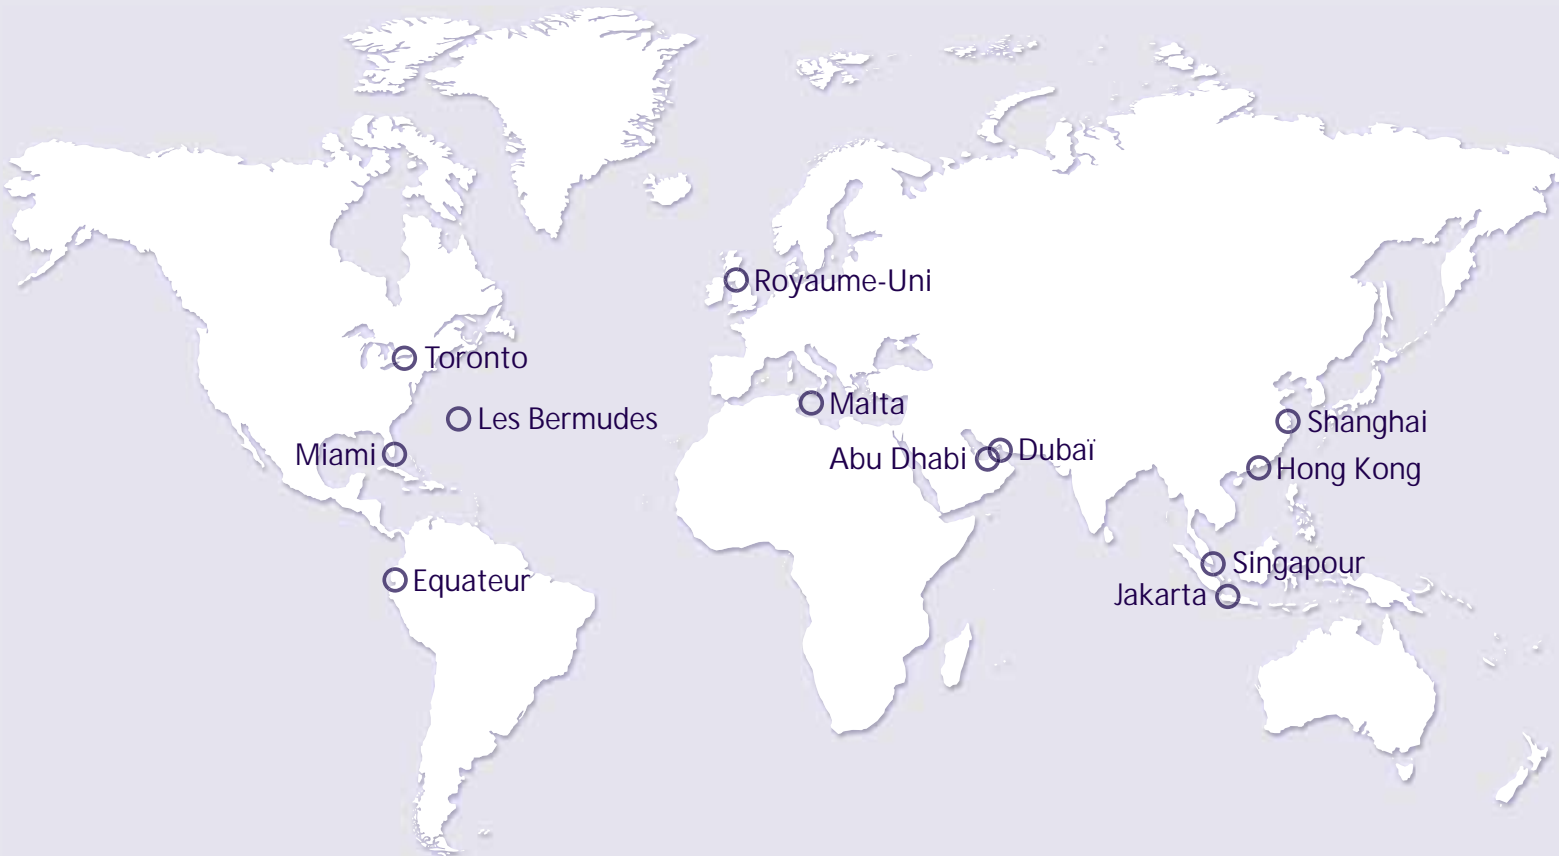 Royaume-Uni
Toronto
Malta
Les Bermudes
Shanghai
Miami
Abu Dhabi
Dubaï
Hong Kong
Singapour
Equateur
Jakarta